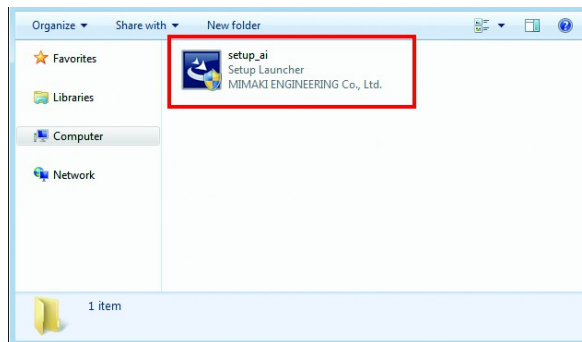 Organize Share with New folder
Favorites
setup_ai
Setup Launcher
MIMAKI ENGINEERING Co., Ltd.
Libraries
Computer
Network
1 item